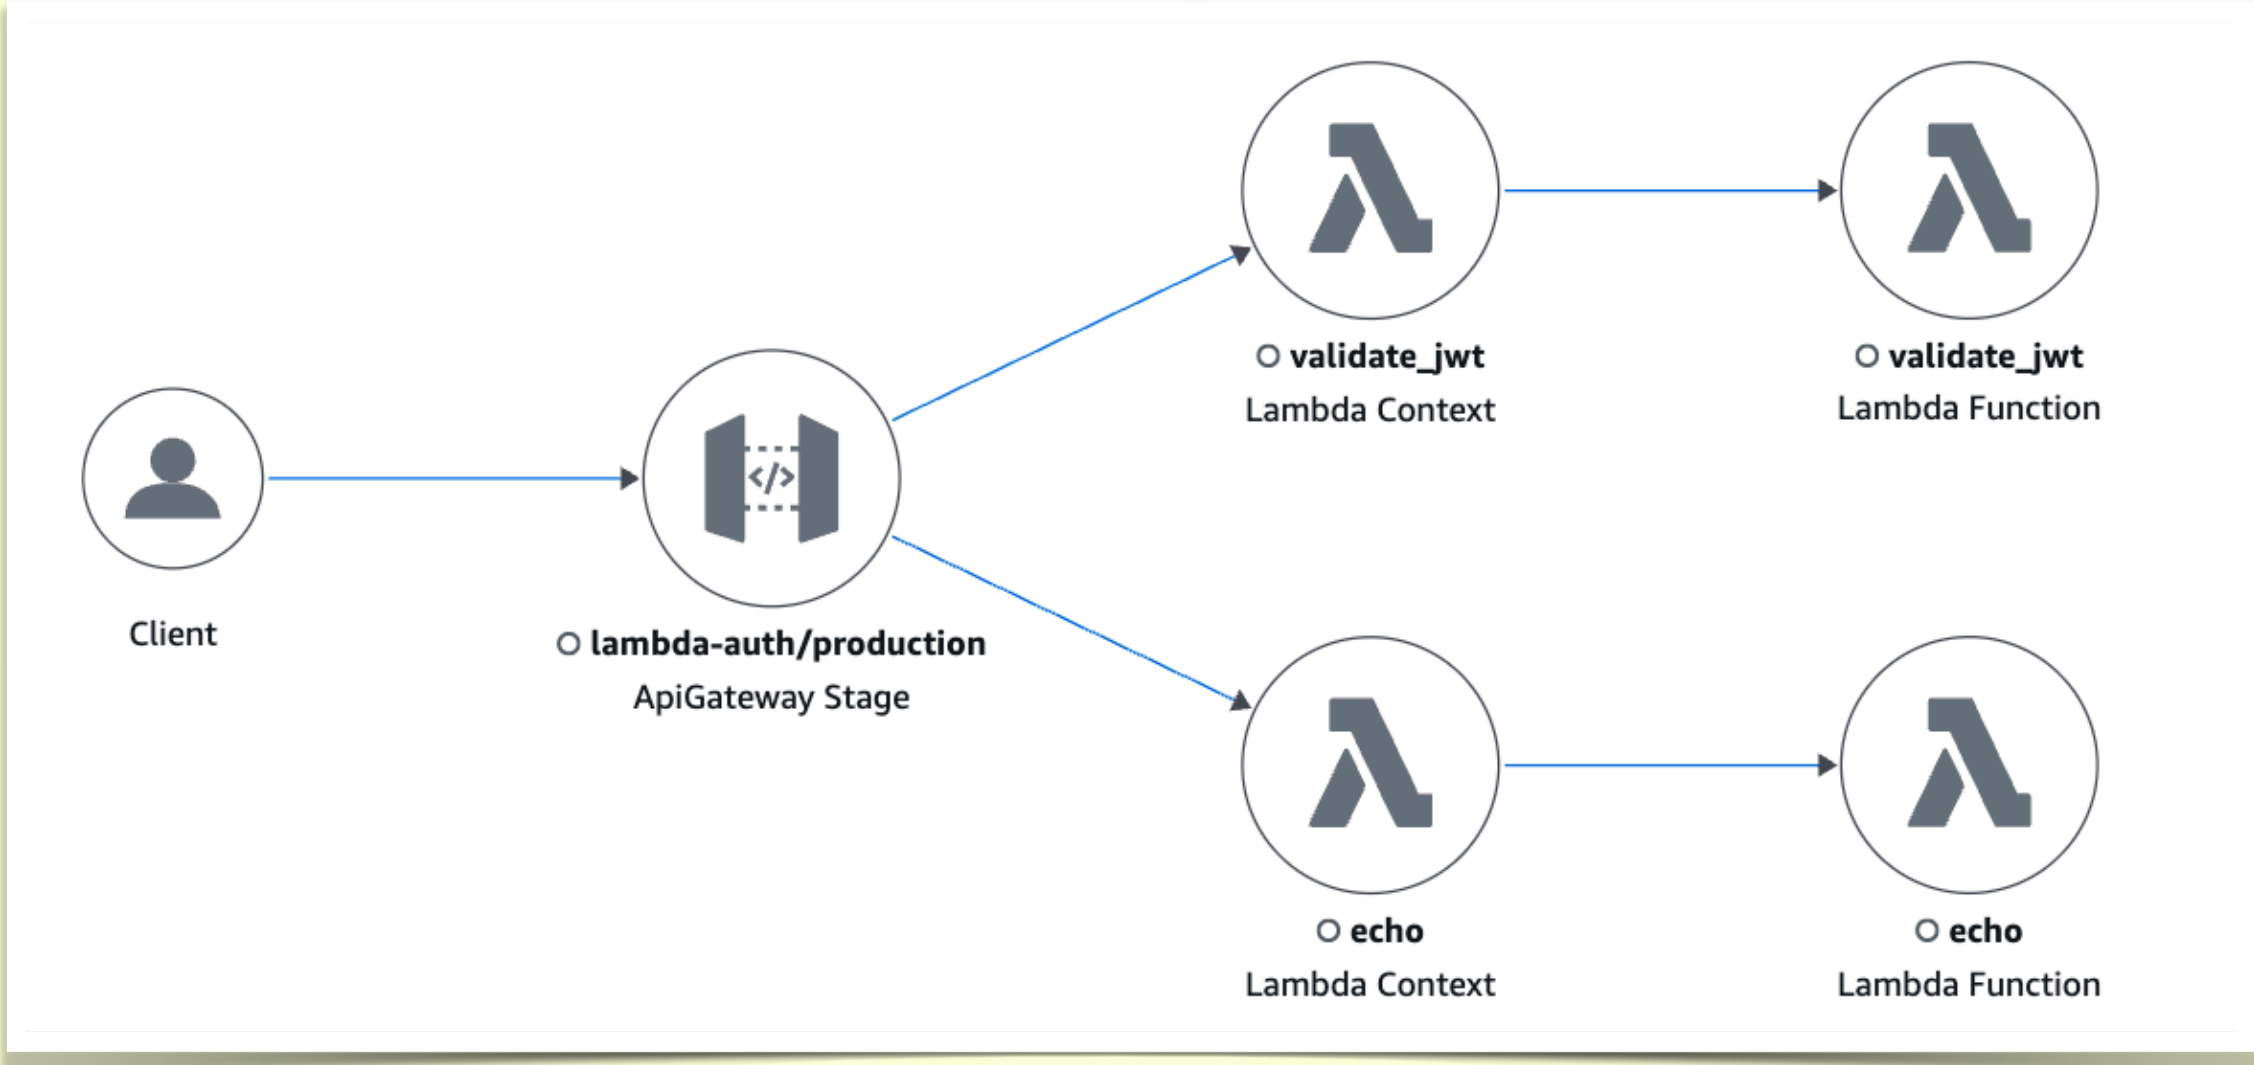 </>
validate_jwt
Lambda Context
validate_jwt
Lambda Function
Client
lambda-auth/production
ApiGateway Stage
echo
Lambda Context
echo
Lambda Function